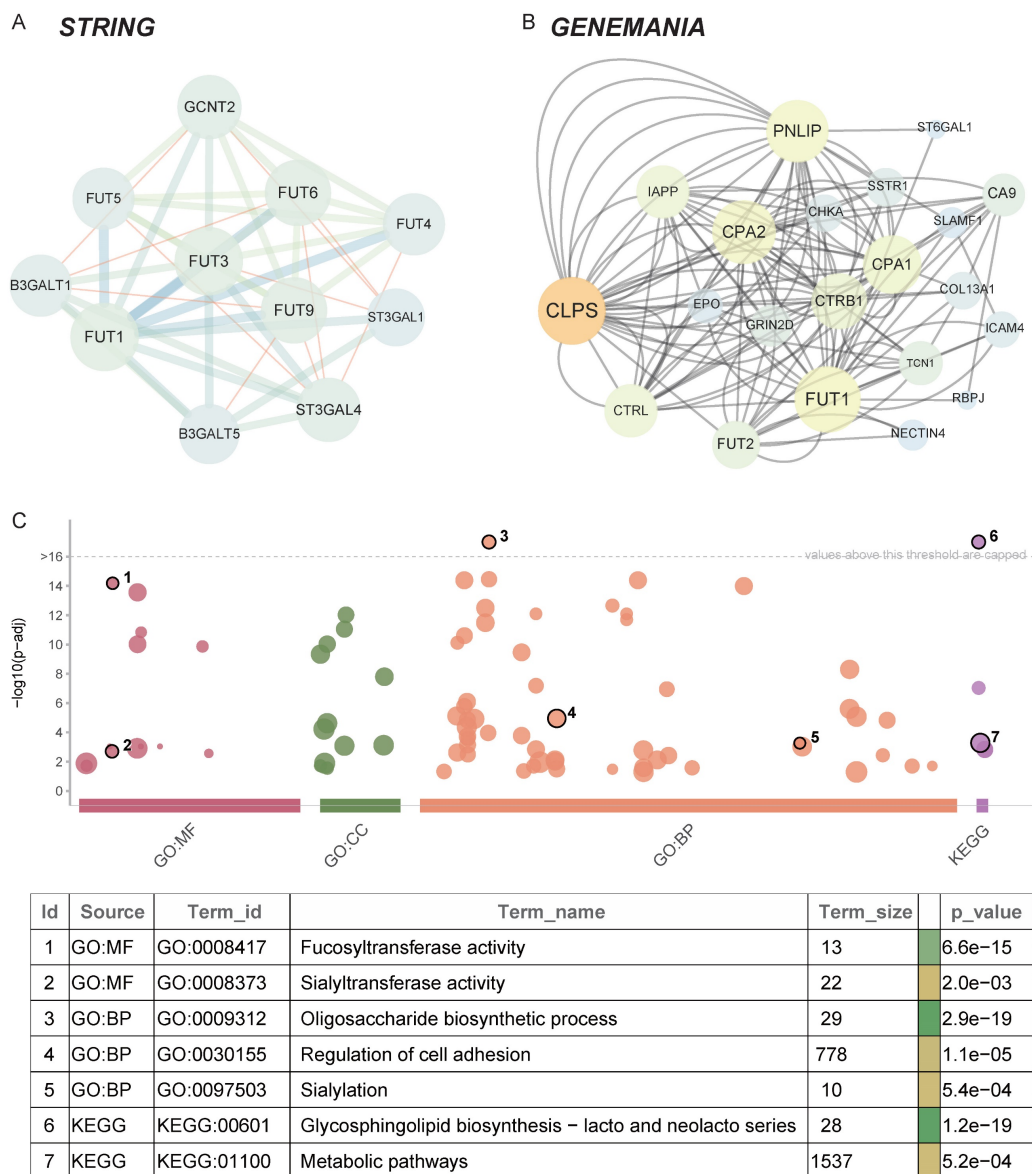 A STRING
B GENEMANIA
GCNT2
FUT5
FUT6
FUT4
FUT3
B3GALT1
FUT9
ST3GAL1
FUT1
ST3GAL4
B3GALT5
PNLIP
ST6GAL1
IAPP
SSTR1
CA9
CHKA
SLAMF1
CPA2
CPA1
COL13A1
CTRB1
EPO
CLPS
GRIN2D
ICAM4
TCN1
FUT1
RBPJ
CTRL
NECTIN4
FUT2
C
3
6
>16
values above this threshold are capped
1
14
12
10
8
-log10(p-adj)
6
4
4
2
5
7
2
0
GO:MF
GO:CC
GO:BP
KEGG
Id Source Term_id Term_name Term_size p_value
1 GO:MF GO:0008417 Fucosyltransferase activity 13 6.6e−15
2 GO:MF GO:0008373 Sialyltransferase activity 22 2.0e−03
3 GO:BP GO:0009312 Oligosaccharide biosynthetic process 29 2.9e−19
4 GO:BP GO:0030155 Regulation of cell adhesion 778 1.1e−05
5 GO:BP GO:0097503 Sialylation 10 5.4e−04
6 KEGG KEGG:00601 Glycosphingolipid biosynthesis − lacto and neolacto series 28 1.2e−19
7 KEGG KEGG:01100 Metabolic pathways 1537 5.2e−04